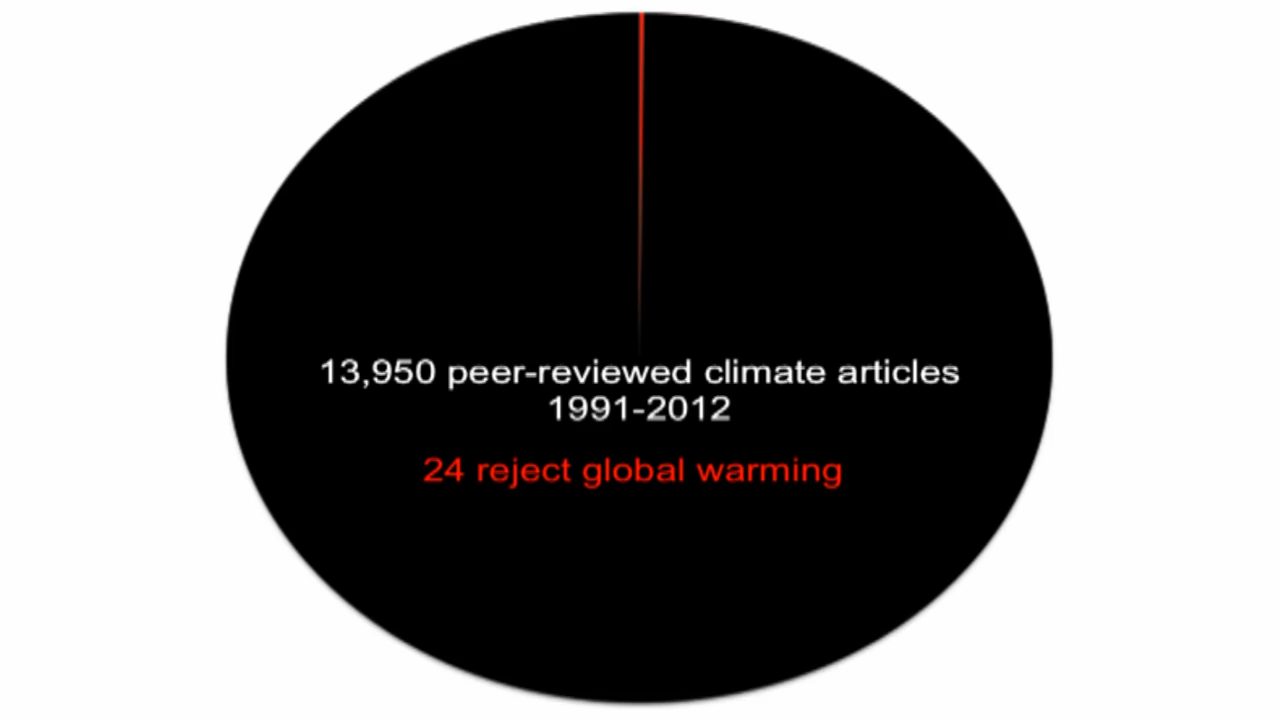 13,950 peer-reviewed climate articles
1991-2012
24 reject global warming